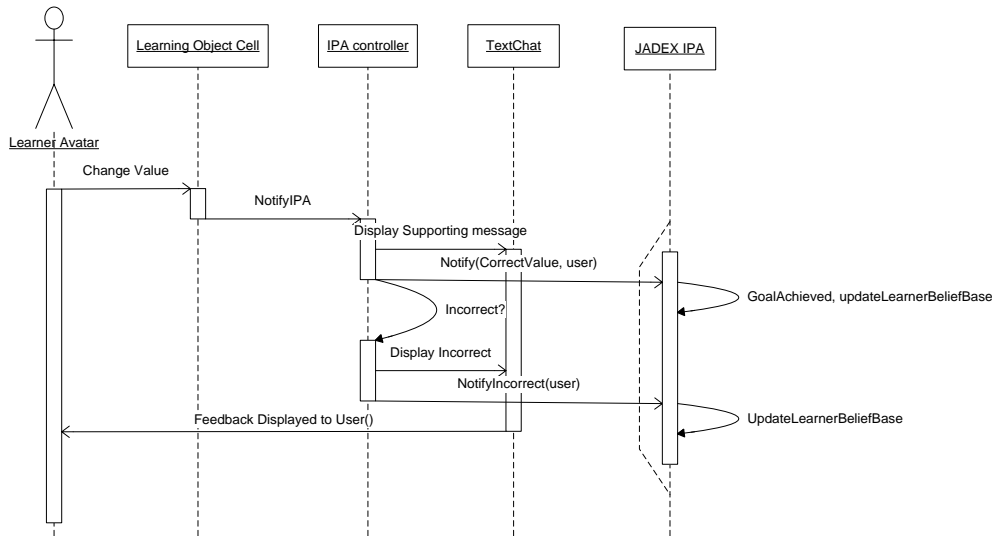 Learning Object Cell
IPA controller
TextChat
JADEX IPA
Learner Avatar
Change Value
NotifyIPA
Display Supporting message
Notify(CorrectValue, user)
GoalAchieved, updateLearnerBeliefBase
Incorrect?
Display Incorrect
NotifyIncorrect(user)
Feedback Displayed to User()
UpdateLearnerBeliefBase